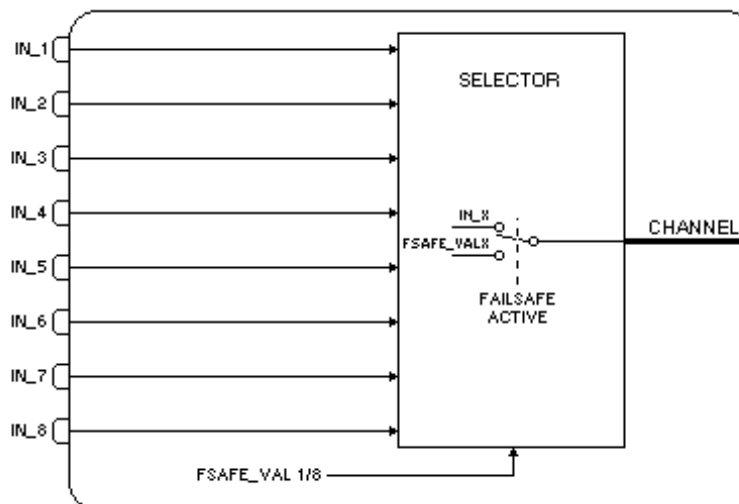 IN_1
IN_2
IN_3
IN_4
IN_5
IN_6
IN_7
IN_8
SELECTOR
IN_X
FSAFE_VALX
FAILSAFE
ACTIVE
CHANNEL
FSAFE_VAL 1/8